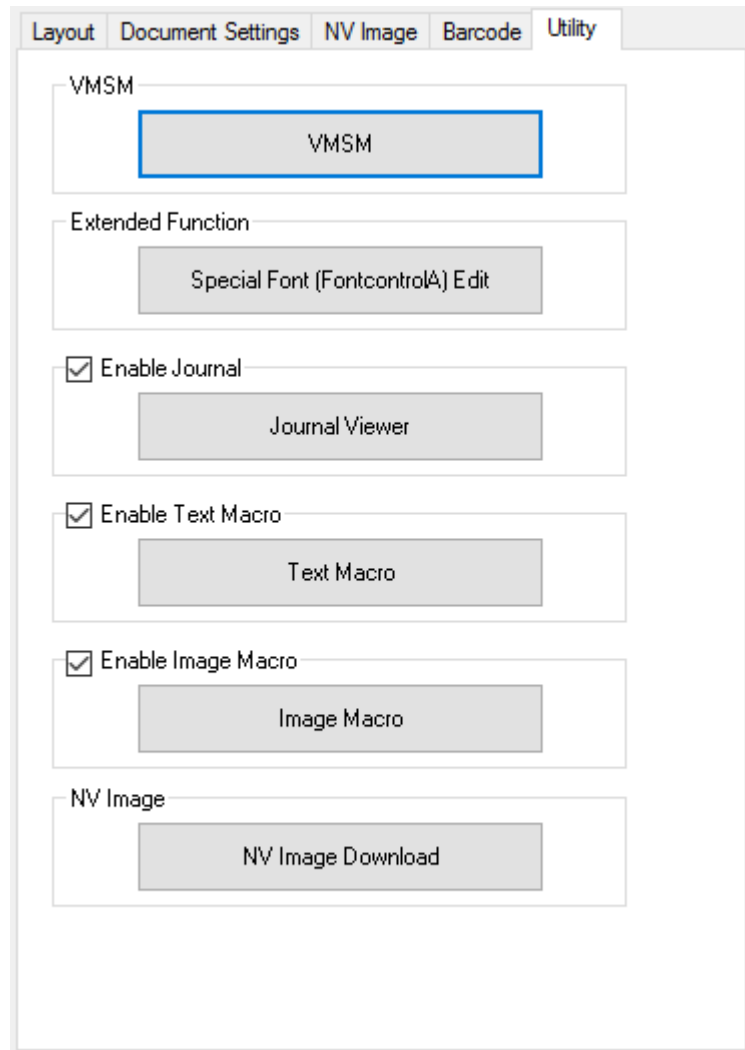 Layout Document Settings NV Image Barcode Utility
VMSM
VMSM
Extended Function
Special Font (FontcontrolA) Edit
Enable Journal
Journal Viewer
Enable Text Macro
Text Macro
Enable Image Macro
Image Macro
NV Image
NV Image Download